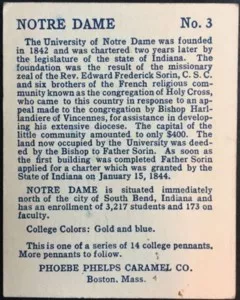 NOTRE DAME No. 3
The University of Notre Dame was founded
in 1842 and was chartered two years later by
the legislature of the state of Indiana. The
foundation was the result of the missionary
zeal of the Rev. Edward Frederick Sorin, C. S. C.
and six brothers of the French religious com-
munity known as the congregation of Holy Cross
who came to this country in response to an ap-
peal made to the congregation by Bishop Hail-
landiere of Vincennes, for assistance in develop-
ing his extensive diocese. The capital of the
little community amounted to only $400. The
land now occupied by the University was deed-
ed by the Bishop to Father Sorin. As soon as
the first building was completed Father Sorin
applied for a charter which was granted by the
State of Indiana on January 15, 1844.
NOTRE DAME is situated immediately
north of the city of South Bend, Indiana and
has an enrollment of 3,217 students and 173 on
faculty.
College Colors: Gold and blue.
This is one of a series of 14 college pennants.
More pennants to follow.
PHOEBE PHELPS CARAMEL CO.
Boston, Mass.